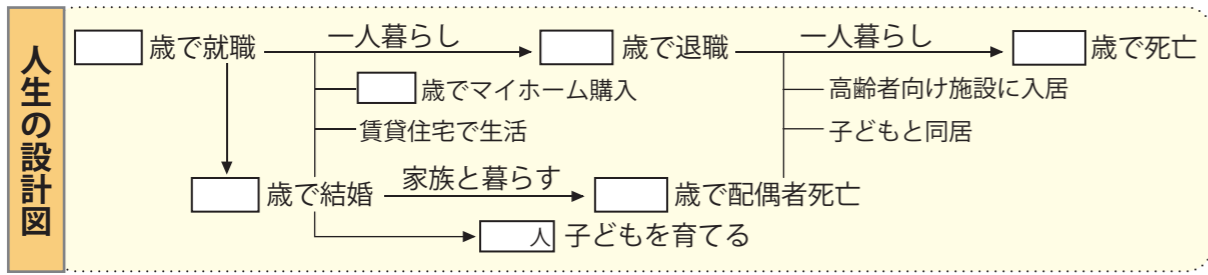 人生の設計図
歳で就職 一人暮らし 歳で退職 一人暮らし 歳で死亡
歳でマイホーム購入 高齢者向け施設に入居
賃貸住宅で生活 子どもと同居
歳で結婚 家族と暮らす 歳で配偶者死亡
人 子どもを育てる